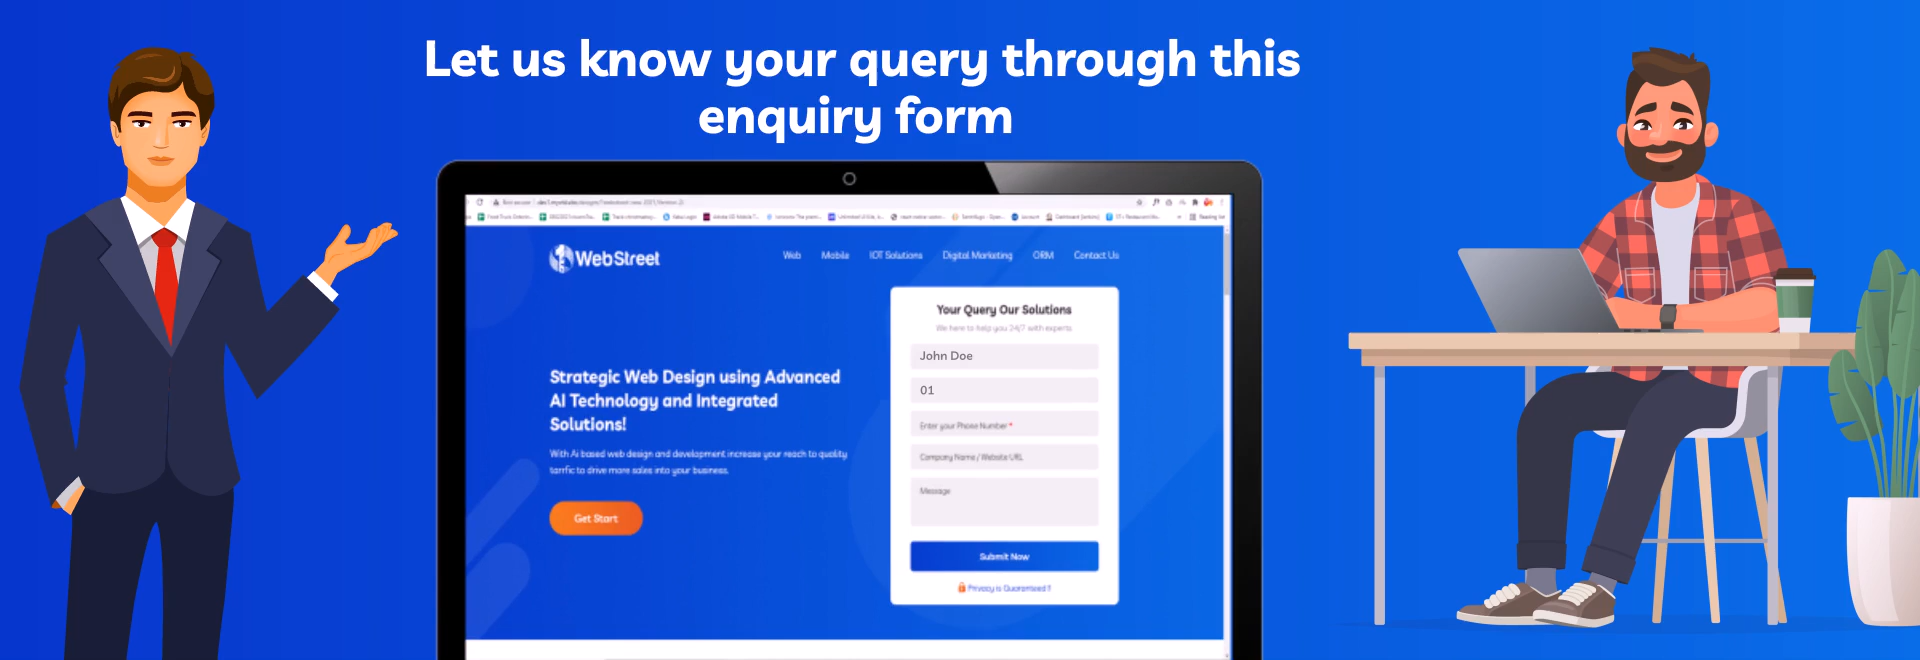 Let us know your query through this
enquiry form
Not secure
WebStreet
Web Mobile IOT Solutions Digital Marketing ORM Contact Us
Your Query Our Solutions
We here to help you 24/7 with experts
John Doe
01
Enter your Phone Number *
Company Name / Website URL
Message
Submit Now
Privacy is Guaranteed !!
Strategic Web Design using Advanced
AI Technology and Integrated
Solutions!
With Ai based web design and development increase your reach to quality
tarrfic to drive more sales into your business.
Get Start